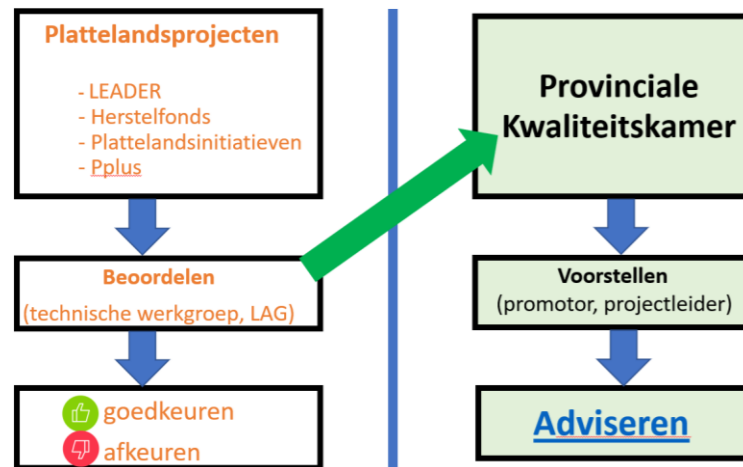 Plattelandsprojecten
- LEADER
- Herstelfonds
- Plattelandsinitiatieven
- Pplus
Beoordelen
(technische werkgroep, LAG)
goedkeuren
afkeuren
Provinciale
Kwaliteitskamer
Voorstellen
(promotor, projectleider)
Adviseren